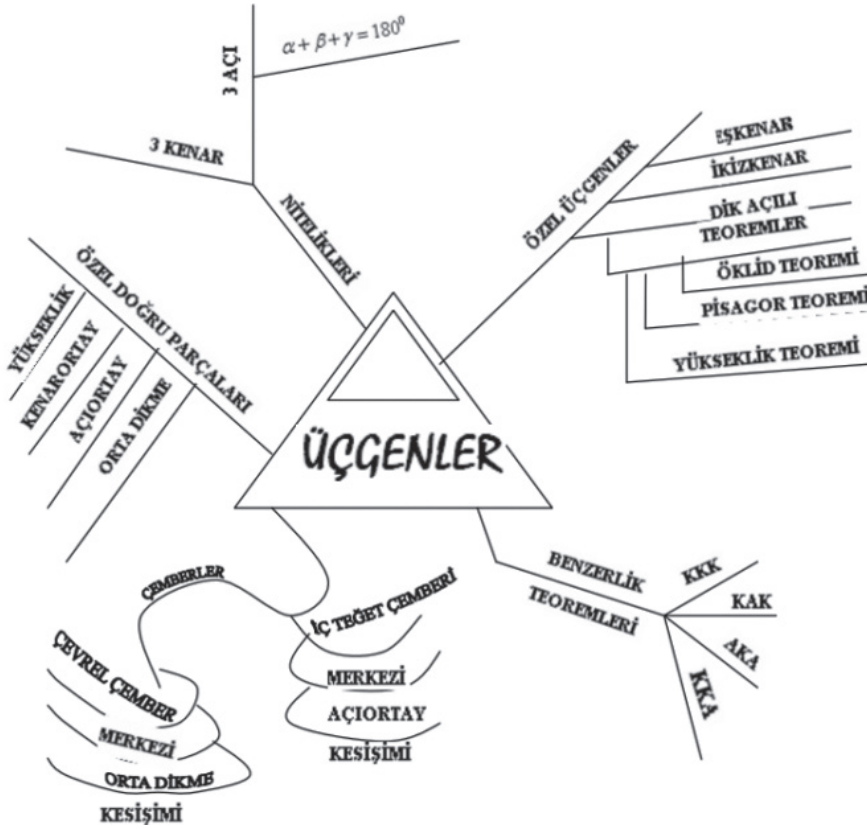 3 AÇI
α + β + γ = 180⁰
3 KENAR
NİTELİKLERİ
ÖZEL ÜÇGENLER
EŞKENAR
İKİZKENAR
DİK AÇILI
TEOREMLER
ÖKLİD TEOREMİ
PİSAGOR TEOREMİ
YÜKSEKLİK TEOREMİ
ÖZEL DOĞRU PARÇALARI
YÜKSEKLİK
KENARORTAY
AÇIORTAY
ORTA DİKME
ÜÇGENLER
BENZERLİK
TEOREMLERİ
KKK
KAK
AKA
KKA
ÇEMBERLER
İÇ TEĞET ÇEMBERİ
MERKEZİ
AÇIORTAY
KESİŞİMİ
ÇEVREL ÇEMBER
MERKEZİ
ORTA DİKME
KESİŞİMİ